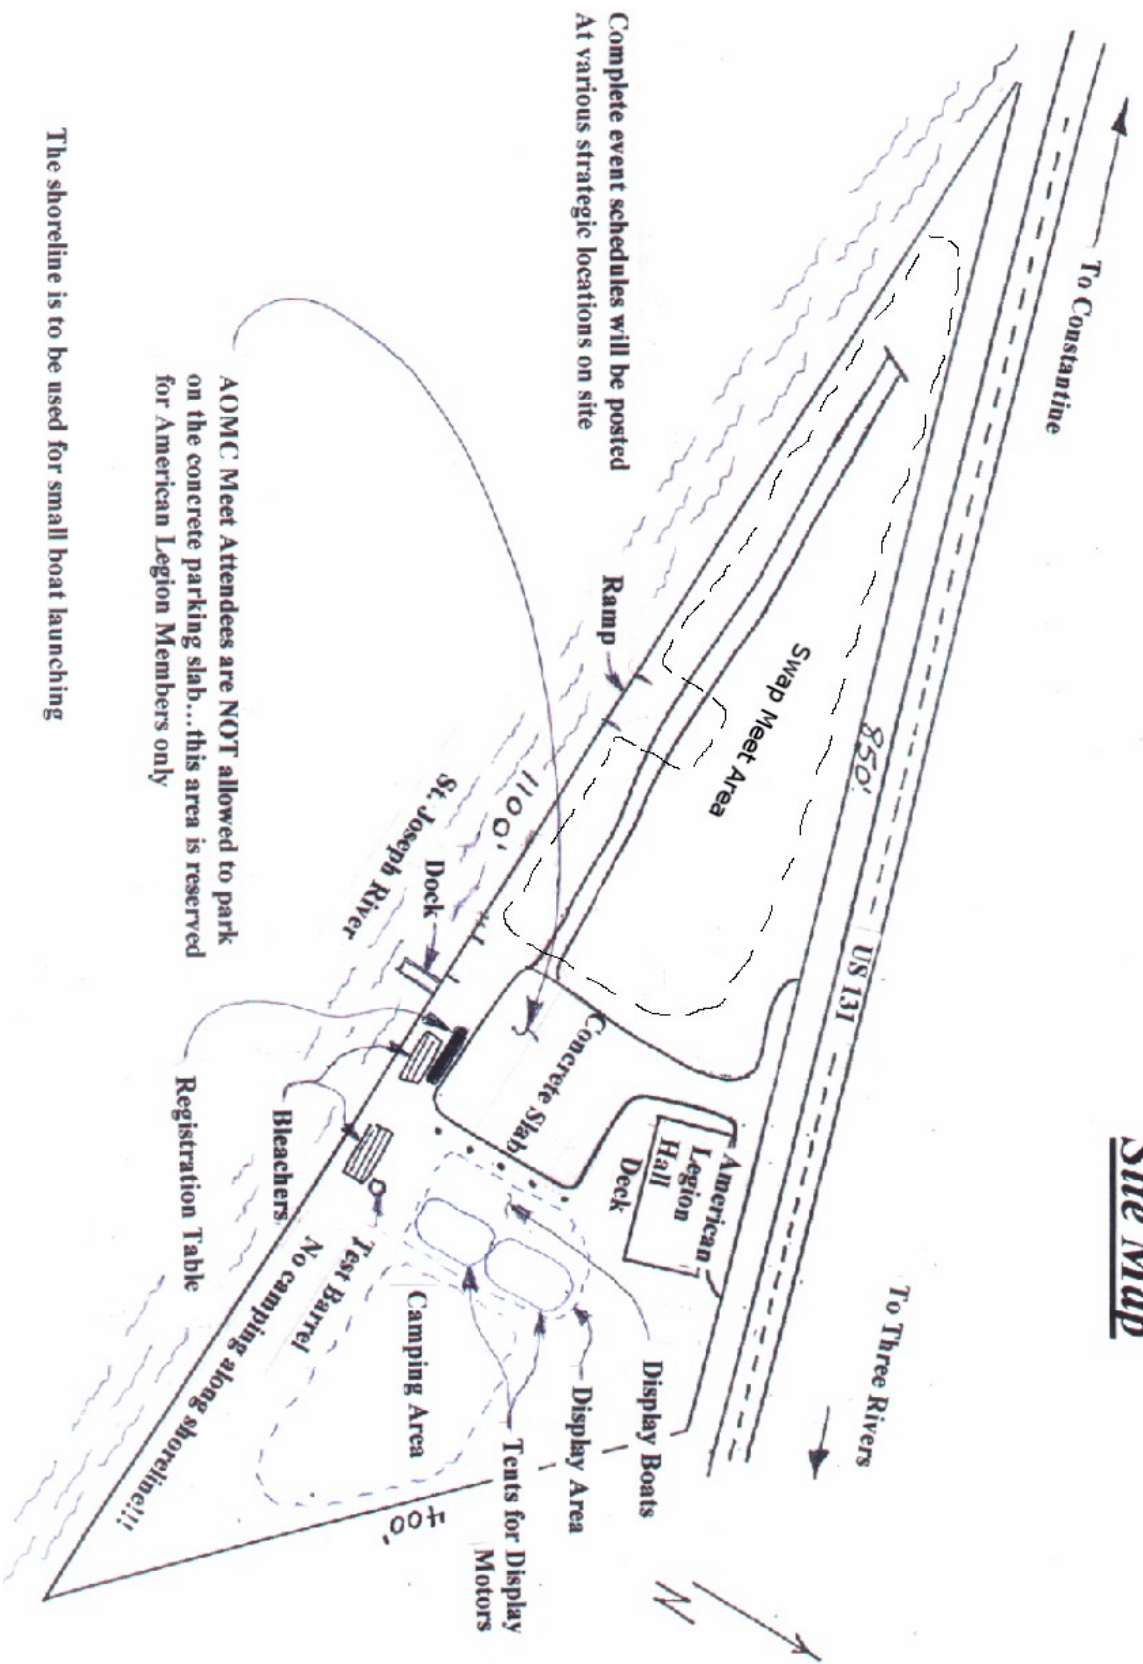 Site Map
To Constantine
To Three Rivers
US 131
850'
Complete event schedules will be posted
At various strategic locations on site
Swap Meet Area
American
Legion
Hall
Deck
Ramp
1100'
Concrete Slab
Display Boats
Display Area
Tents for Display
Motors
Dock
St. Joseph River
Camping Area
400'
N
AOMC Meet Attendees are NOT allowed to park
on the concrete parking slab...this area is reserved
for American Legion Members only
Test Barrel
Bleachers
No camping along shoreline!!!
Registration Table
The shoreline is to be used for small boat launching